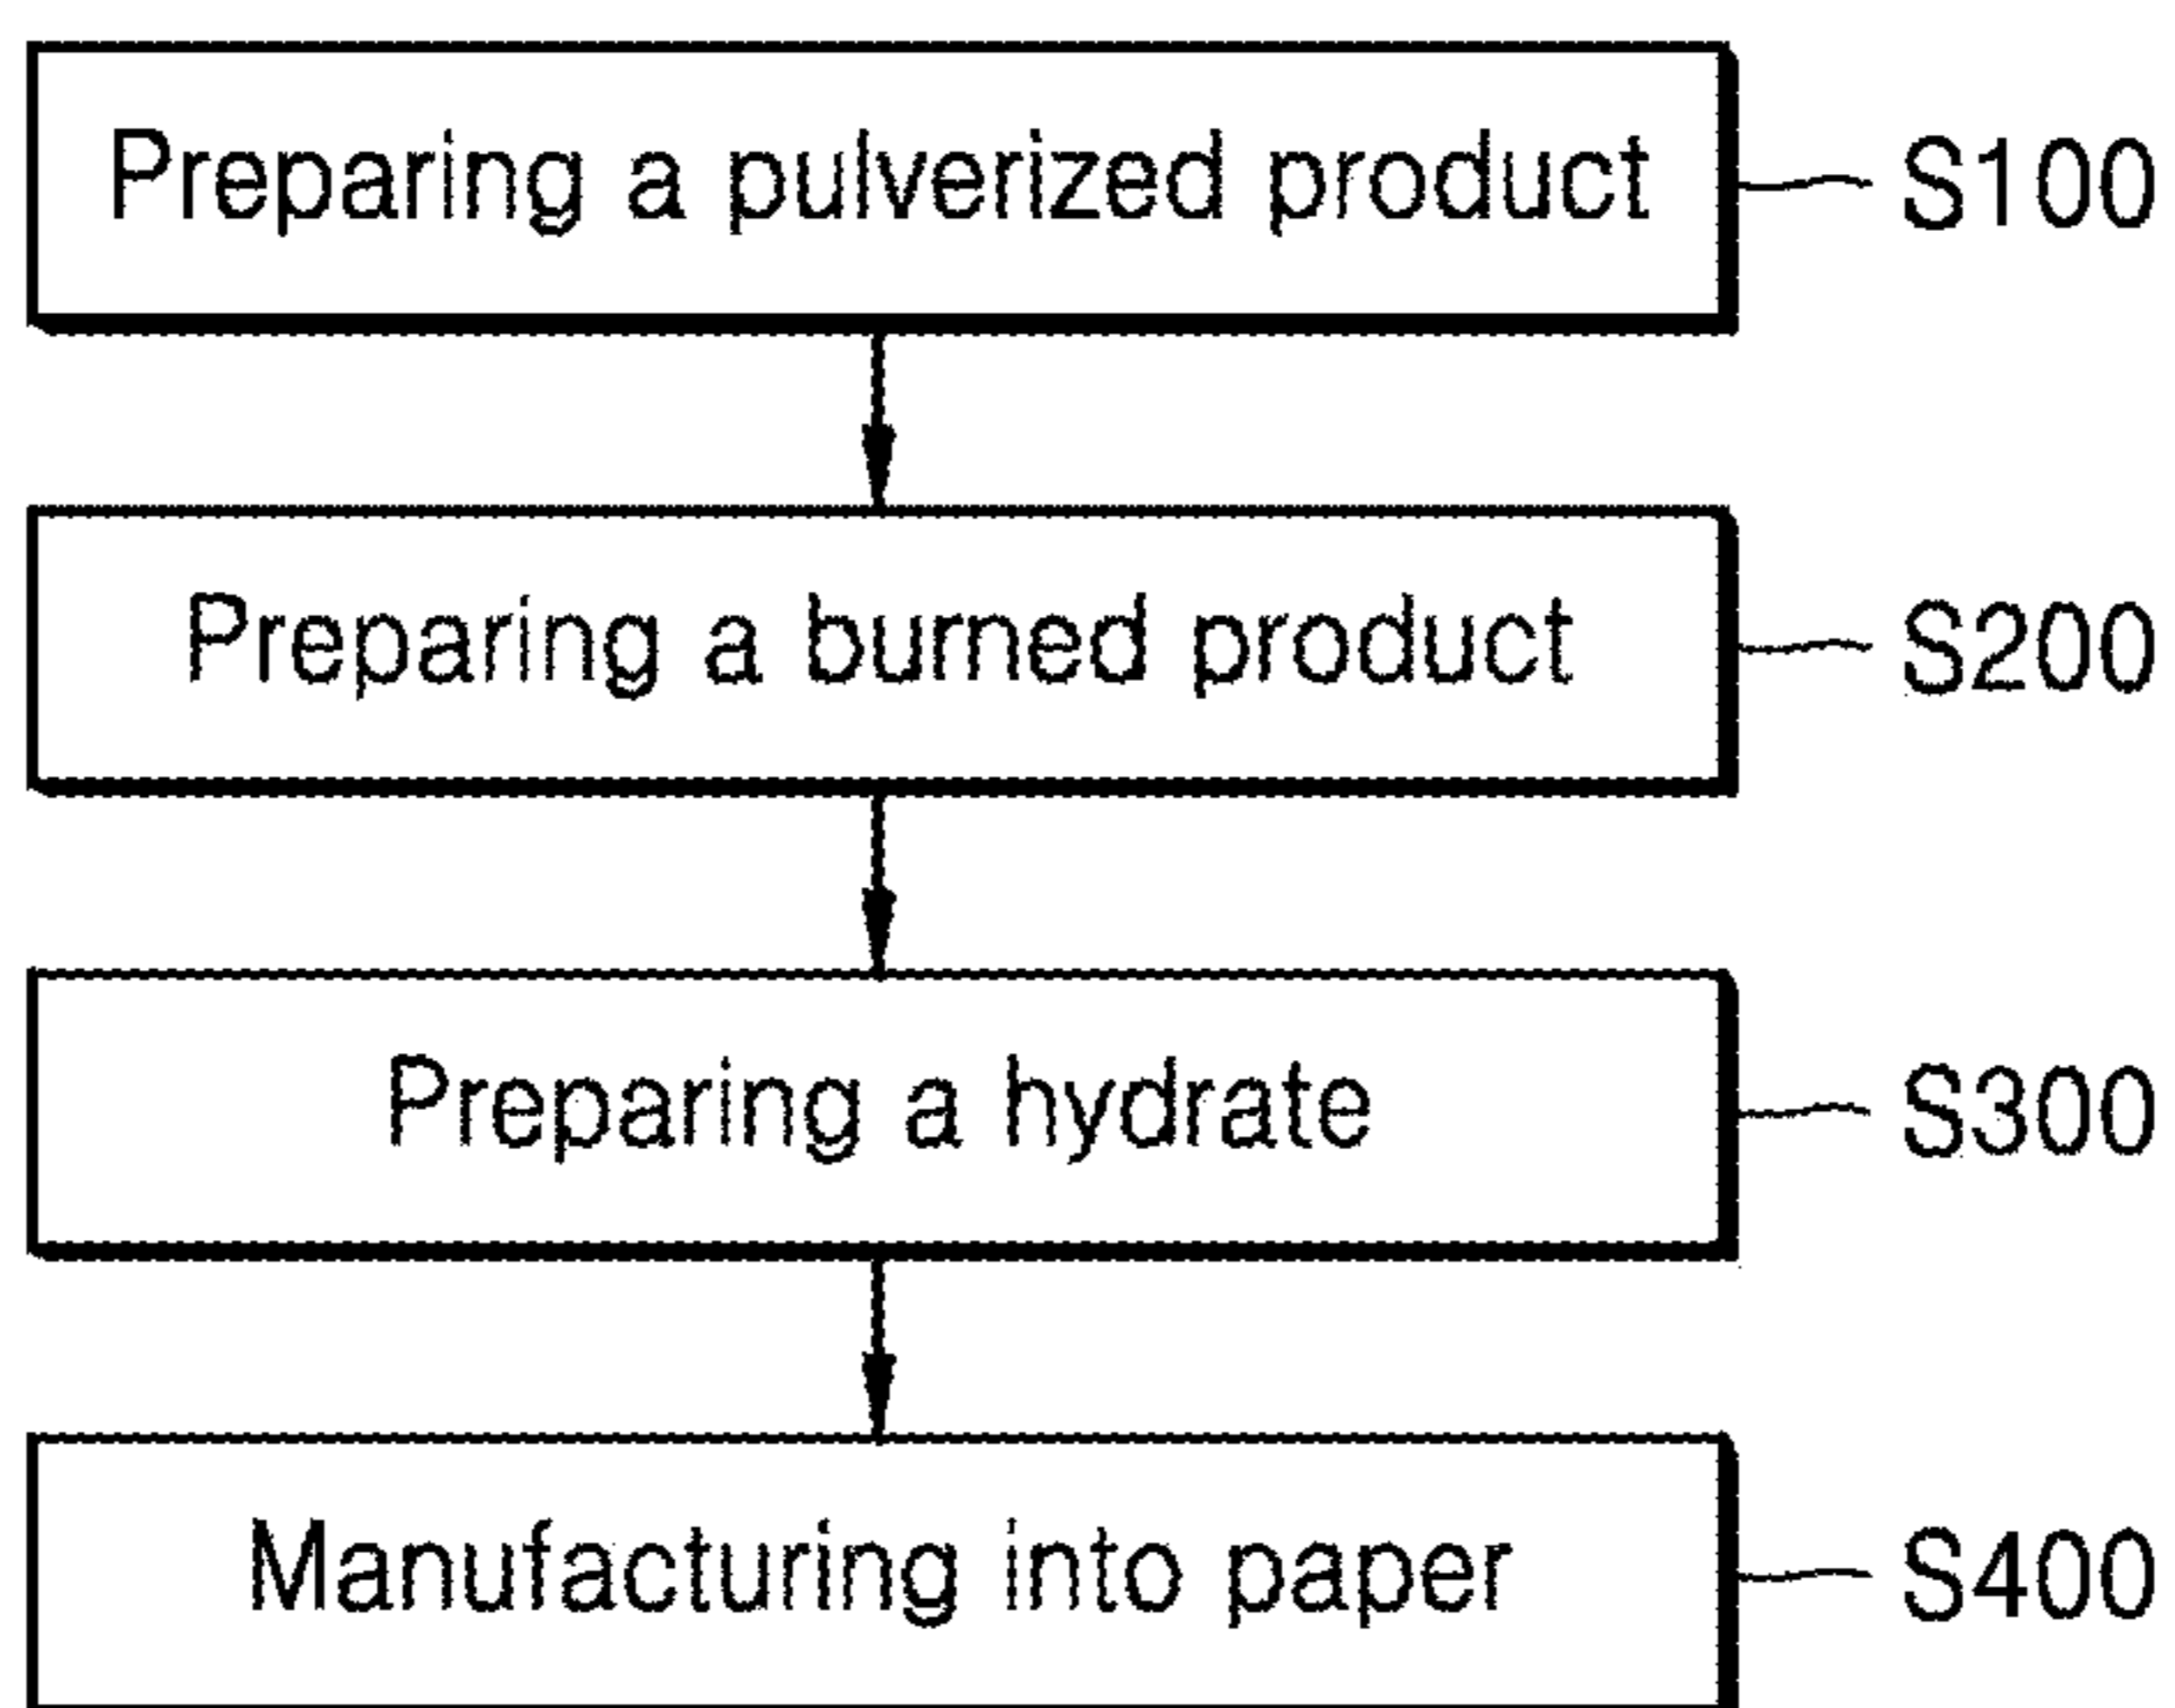 Preparing a pulverized product S100
Preparing a burned product S200
Preparing a hydrate S300
Manufacturing into paper S400